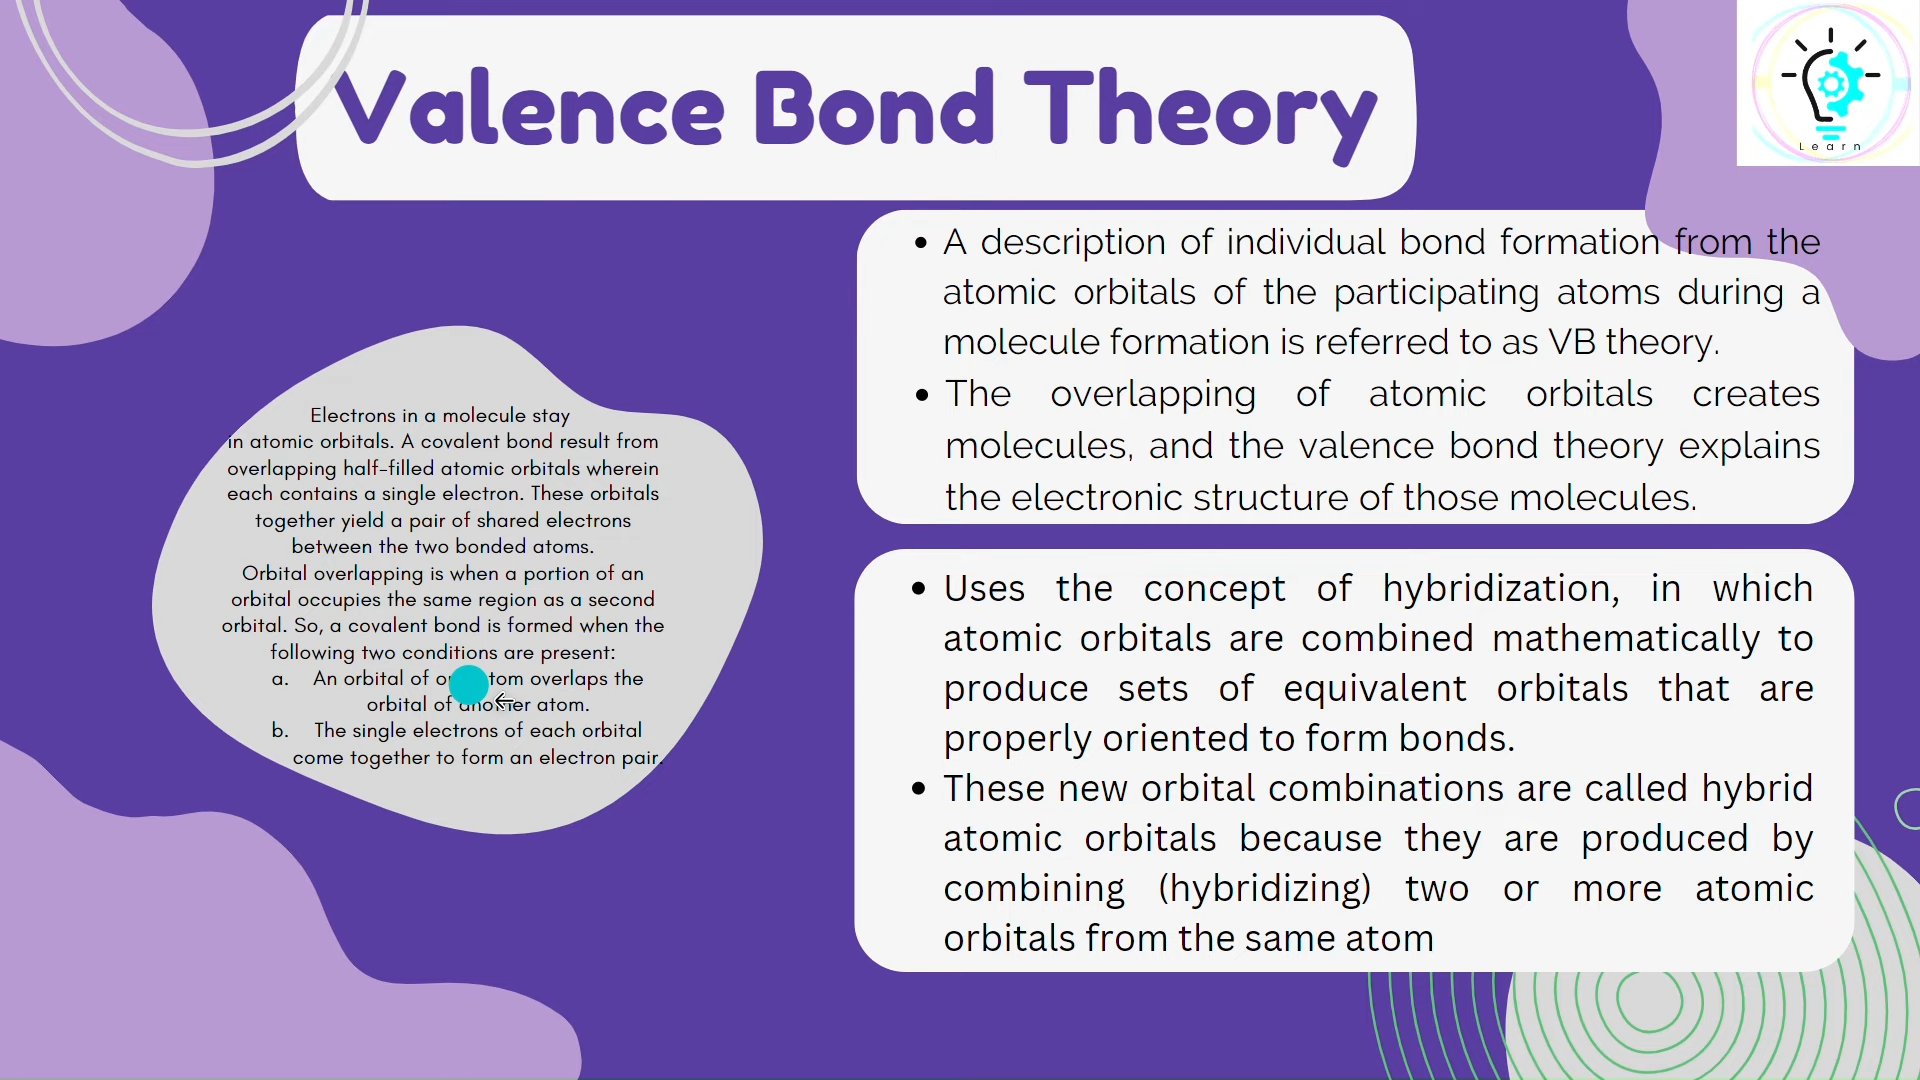 Valence Bond Theory
Learn
• A description of individual bond formation from the
atomic orbitals of the participating atoms during a
molecule formation is referred to as VB theory.
• The overlapping of atomic orbitals creates
molecules, and the valence bond theory explains
the electronic structure of those molecules.
Electrons in a molecule stay
in atomic orbitals. A covalent bond result from
overlapping half-filled atomic orbitals wherein
each contains a single electron. These orbitals
together yield a pair of shared electrons
between the two bonded atoms.
Orbital overlapping is when a portion of an
orbital occupies the same region as a second
orbital. So, a covalent bond is formed when the
following two conditions are present:
a. An orbital of overlaps the
orbital of another atom.
b. The single electrons of each orbital
come together to form an electron pair.
• Uses the concept of hybridization, in which
atomic orbitals are combined mathematically to
produce sets of equivalent orbitals that are
properly oriented to form bonds.
• These new orbital combinations are called hybrid
atomic orbitals because they are produced by
combining (hybridizing) two or more atomic
orbitals from the same atom